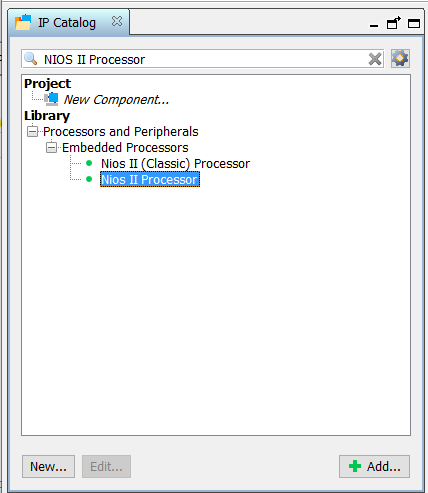 IP Catalog
NIOS II Processor
Project
New Component...
Library
Processors and Peripherals
Embedded Processors
Nios II (Classic) Processor
Nios II Processor
New... Edit... Add...